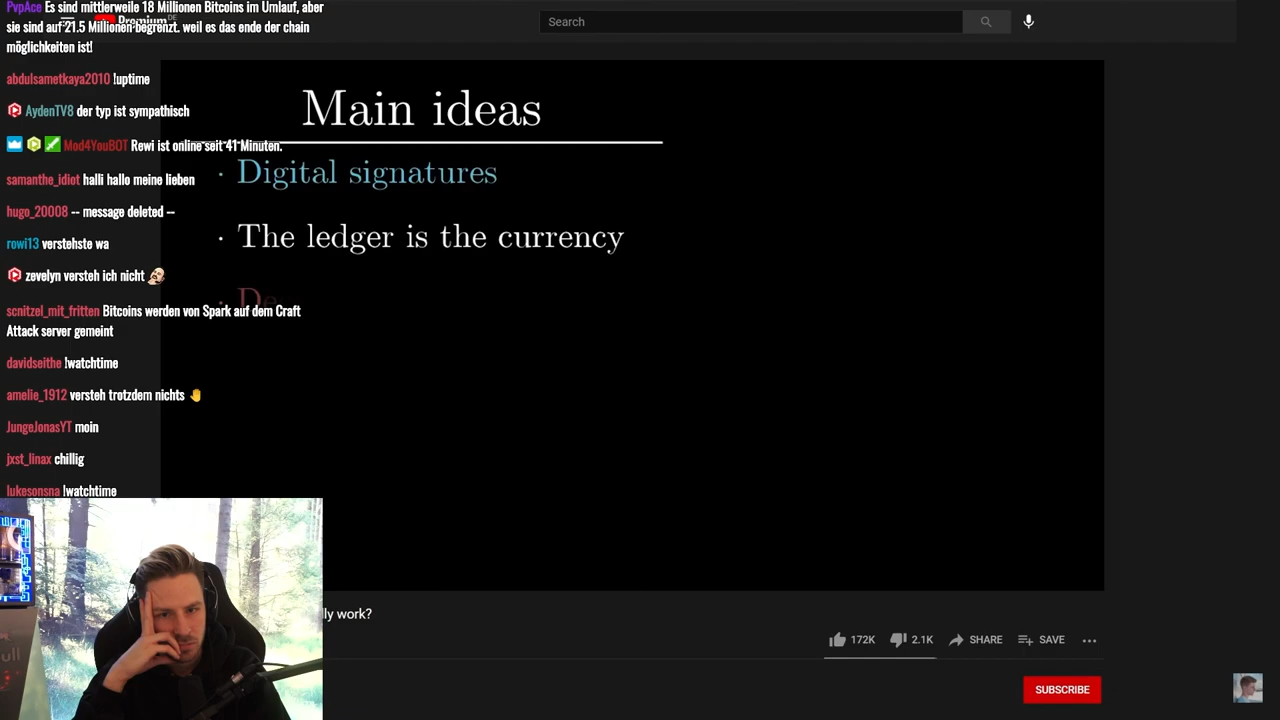 PvpAce Es sind mittlerweile 18 Millionen Bitcoins im Umlauf, aber
sie sind auf 21.5 Millionen begrenzt. weil es das ende der chain
möglichkeiten ist!
Premium DE
Search
abdulsametkaya2010 !uptime
AydenTV8 der typ ist sympathisch
Mod4YouBOT Rewi ist online seit 41 Minuten.
samanthe_idiot halli hallo meine lieben
hugo_20008 -- message deleted --
rowi13 verstehste wa
zevelyn versteh ich nicht
scnitzel_mit_fritten Bitcoins werden von Spark auf dem Craft
Attack server gemeint
davidseithe !watchtime
amelie_1912 versteh trotzdem nichts 🤚
JungeJonasYT moin
jxst_linax chillig
lukesonsna !watchtime
Main ideas
· Digital signatures
· The ledger is the currency
· De
lly work?
172K 2.1K SHARE SAVE
SUBSCRIBE